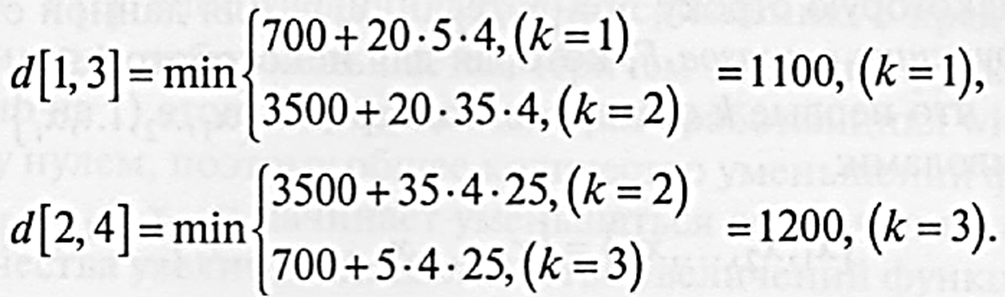 d[1,3] = min { 700 + 20·5·4, (k = 1)
3500 + 20·35·4, (k = 2) = 1100, (k = 1),
d[2,4] = min { 3500 + 35·4·25, (k = 2)
700 + 5·4·25, (k = 3) = 1200, (k = 3).